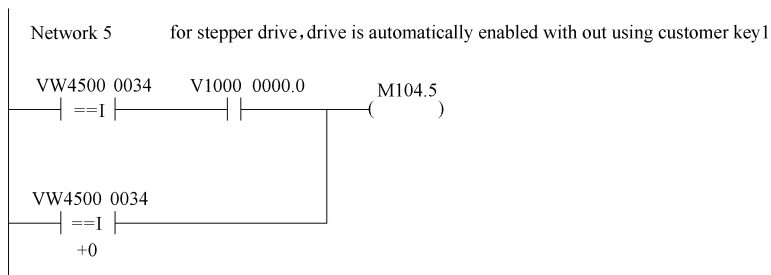 Network 5 for stepper drive,drive is automatically enabled with out using customer key1
VW4500 0034 V1000 0000.0 M104.5
==I ( )
VW4500 0034
==I
+0